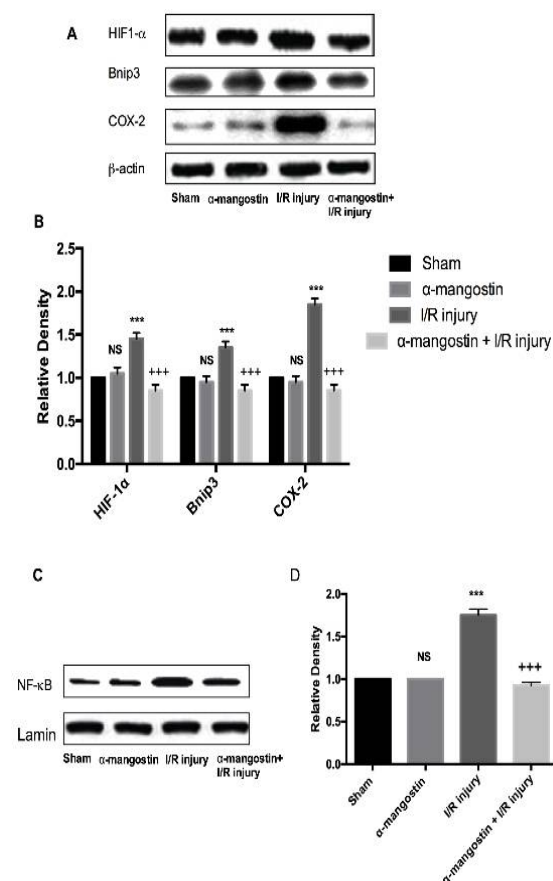 A
HIF1-α
Bnip3
COX-2
β-actin
Sham α-mangostin I/R injury α-mangostin+
I/R injury
B
2.5
2.0
1.5
1.0
0.5
0.0
Relative Density
NS *** +++
NS *** +++
NS *** +++
HIF-1α
Bnip3
COX-2
Sham
α-mangostin
I/R injury
α-mangostin + I/R injury
C
NF-κB
Lamin
Sham α-mangostin I/R injury α-mangostin+
I/R injury
D
2.0
1.5
1.0
0.5
0.0
Relative Density
NS
***
+++
Sham
α-mangostin
I/R injury
α-mangostin + I/R injury